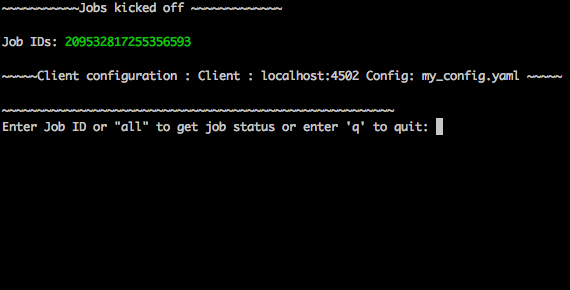 ~~~~~~~~~~~Jobs kicked off ~~~~~~~~~~~~~
Job IDs: 209532817255356593
~~~~~Client configuration : Client : localhost:4502 Config: my_config.yaml ~~~~~
~~~~~~~~~~~~~~~~~~~~~~~~~~~~~~~~~~~~~~~~~~~~~~~~~~~~~~~~
Enter Job ID or "all" to get job status or enter 'q' to quit: